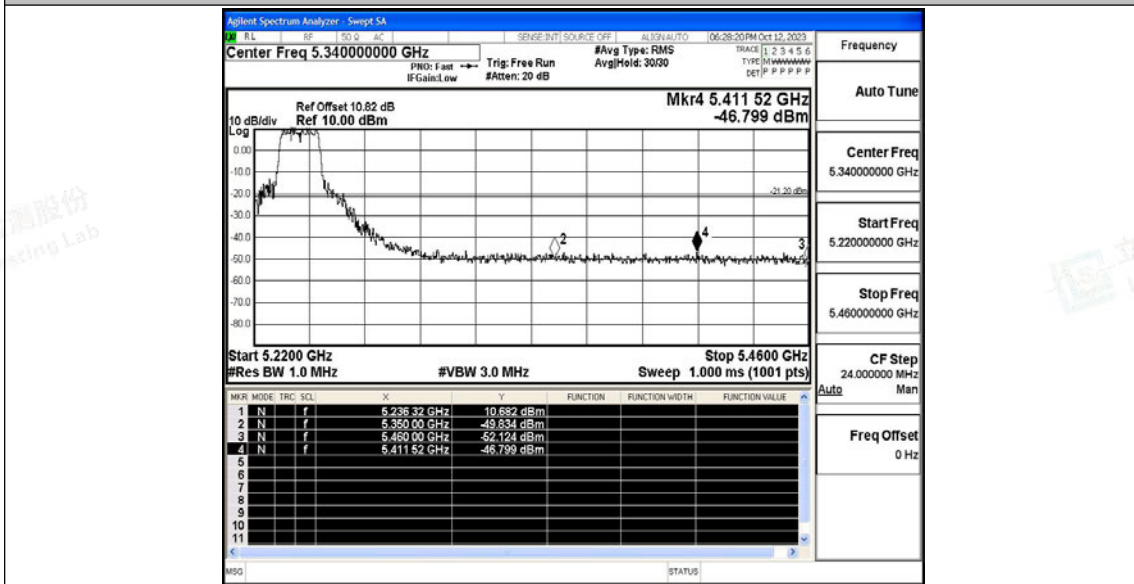 Agilent Spectrum Analyzer - Swept SA
RL RF 50 Ω AC SENSE:INT SOURCE OFF ALIGN AUTO 06:28:20 PM Oct 12, 2023
Center Freq 5.340000000 GHz
PNO: Fast
IFGain:Low
Trig: Free Run
#Atten: 20 dB
#Avg Type: RMS
Avg|Hold: 30/30
TRACE 1 2 3 4 5 6
TYPE M
DET P P P P P P
Ref Offset 10.82 dB
10 dB/div Ref 10.00 dBm
Mkr4 5.411 52 GHz
-46.799 dBm
Log
0.00
-10.0
-20.0
-30.0
-40.0
-50.0
-60.0
-70.0
-80.0
-21.20 dBm
2
4
3
Start 5.2200 GHz Stop 5.4600 GHz
#Res BW 1.0 MHz #VBW 3.0 MHz Sweep 1.000 ms (1001 pts)
MKR MODE TRC SCL X Y FUNCTION FUNCTION WIDTH FUNCTION VALUE
1 N f 5.236 32 GHz 10.682 dBm
2 N f 5.350 00 GHz -49.834 dBm
3 N f 5.460 00 GHz -52.124 dBm
4 N f 5.411 52 GHz -46.799 dBm
5
6
7
8
9
10
11
MSG STATUS
Frequency
Auto Tune
Center Freq
5.340000000 GHz
Start Freq
5.220000000 GHz
Stop Freq
5.460000000 GHz
CF Step
24.000000 MHz
Auto Man
Freq Offset
0 Hz
股份
ting Lab
立